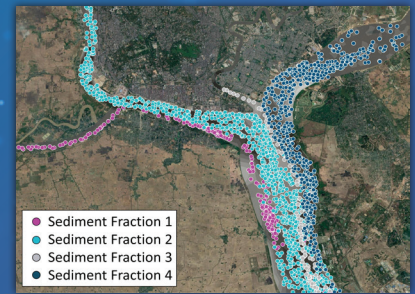 Sediment Fraction 1
Sediment Fraction 2
Sediment Fraction 3
Sediment Fraction 4